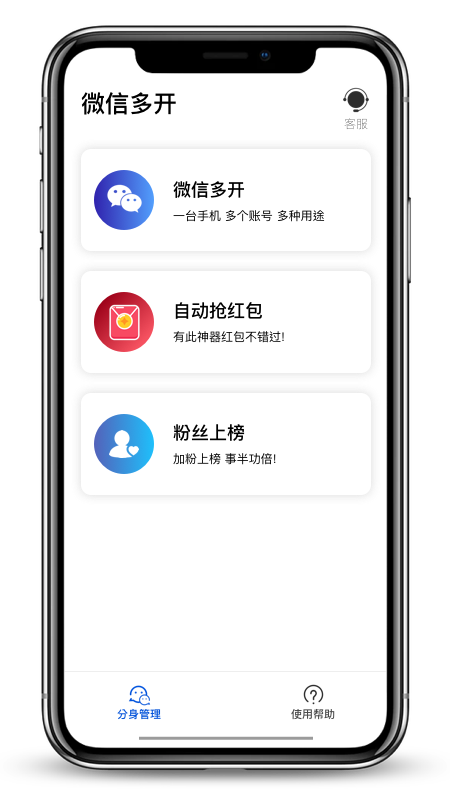 微信多开
客服
微信多开
一台手机 多个账号 多种用途
自动抢红包
有此神器红包不错过!
粉丝上榜
加粉上榜 事半功倍!
分身管理
使用帮助